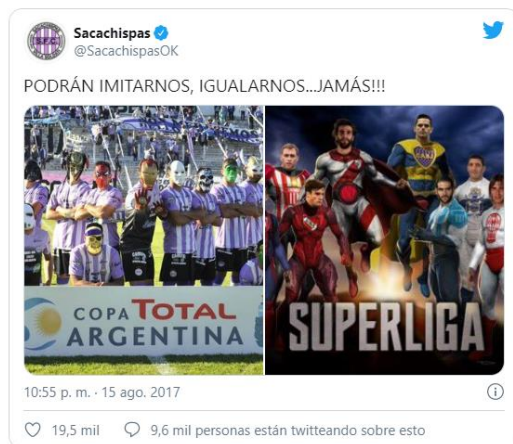 Sacachispas
@SacachispasOK
PODRÁN IMITARNOS, IGUALARNOS...JAMÁS!!!
COPA TOTAL
ARGENTINA
SUPERLIGA
10:55 p. m. · 15 ago. 2017
19,5 mil
9,6 mil personas están twitteando sobre esto